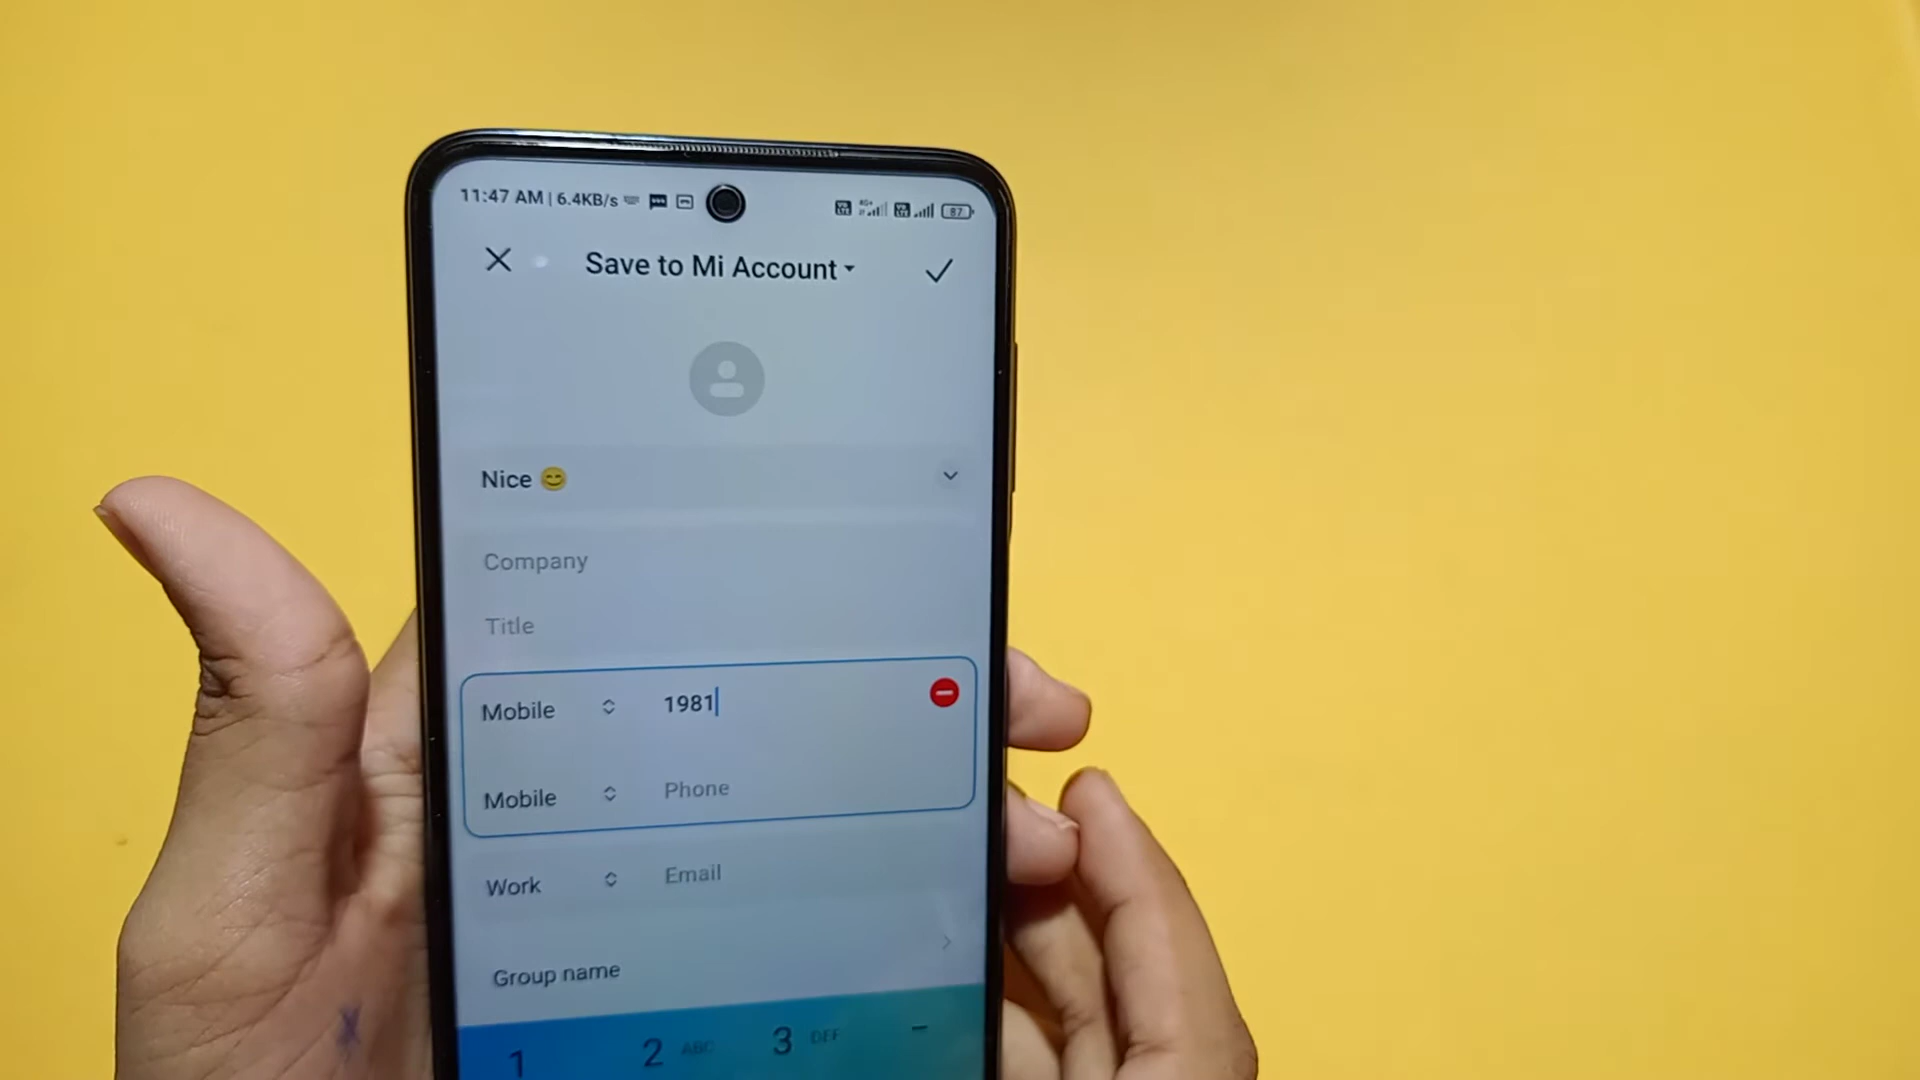 11:47 AM | 6.4KB/s 87
Save to Mi Account
Nice 😊
Company
Title
Mobile 1981
Mobile Phone
Work Email
Group name
1 2 ABC 3 DEF -